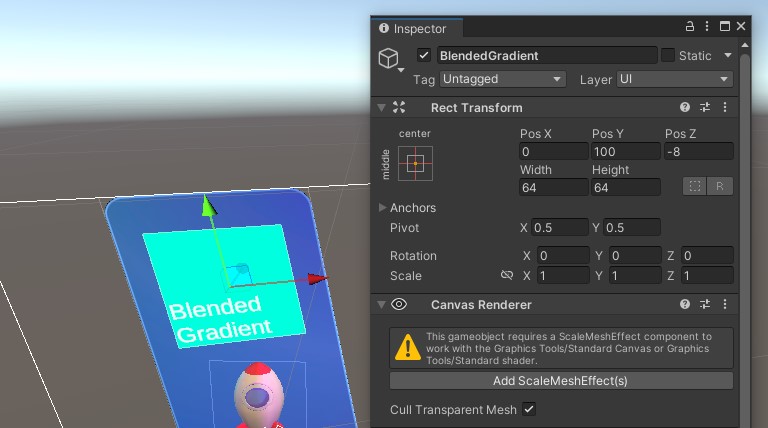 Inspector
BlendedGradient
Static
Tag Untagged
Layer UI
Rect Transform
center
middle
Pos X Pos Y Pos Z
0 100 -8
Width Height
64 64
R
Anchors
Pivot X 0.5 Y 0.5
Rotation X 0 Y 0 Z 0
Scale X 1 Y 1 Z 1
Canvas Renderer
This gameobject requires a ScaleMeshEffect component to
work with the Graphics Tools/Standard Canvas or Graphics
Tools/Standard shader.
Add ScaleMeshEffect(s)
Cull Transparent Mesh
Blended
Gradient